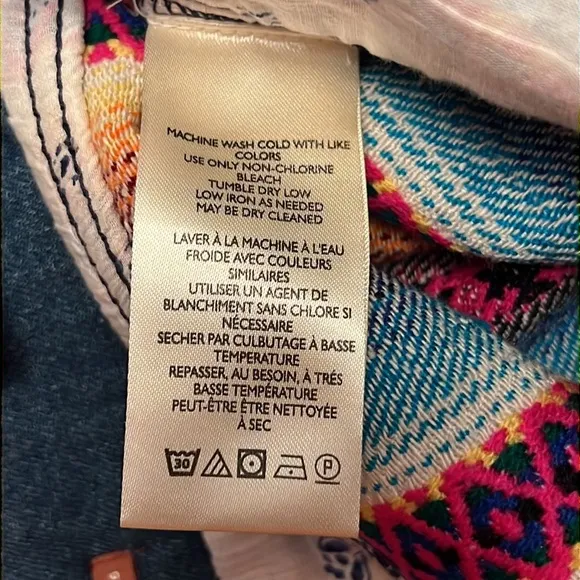 MACHINE WASH COLD WITH LIKE
COLORS
USE ONLY NON-CHLORINE
BLEACH
TUMBLE DRY LOW
LOW IRON AS NEEDED
MAY BE DRY CLEANED
LAVER À LA MACHINE À L'EAU
FROIDE AVEC COULEURS
SIMILAIRES
UTILISER UN AGENT DE
BLANCHIMENT SANS CHLORE SI
NÉCESSAIRE
SECHER PAR CULBUTAGE À BASSE
TEMPERATURE
REPASSER, AU BESOIN, À TRÉS
BASSE TEMPÉRATURE
PEUT-ÊTRE ÊTRE NETTOYÉE
À SEC
30 P